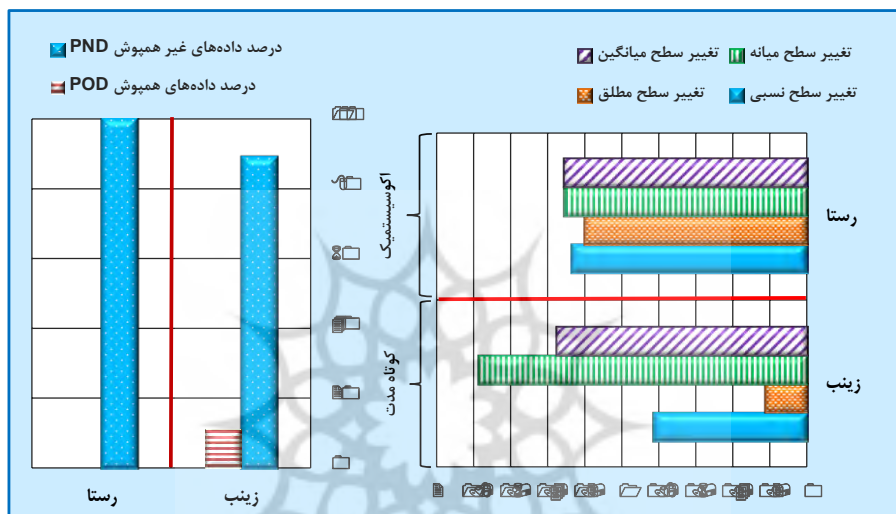 تغییر سطح میانه
تغییر سطح میانگین
تغییر سطح نسبی
تغییر سطح مطلق
رستا
زینب
اکوسیستمیک
کوتاه مدت
درصد داده‌های غیر همپوش PND
درصد داده‌های همپوش POD
زینب
رستا